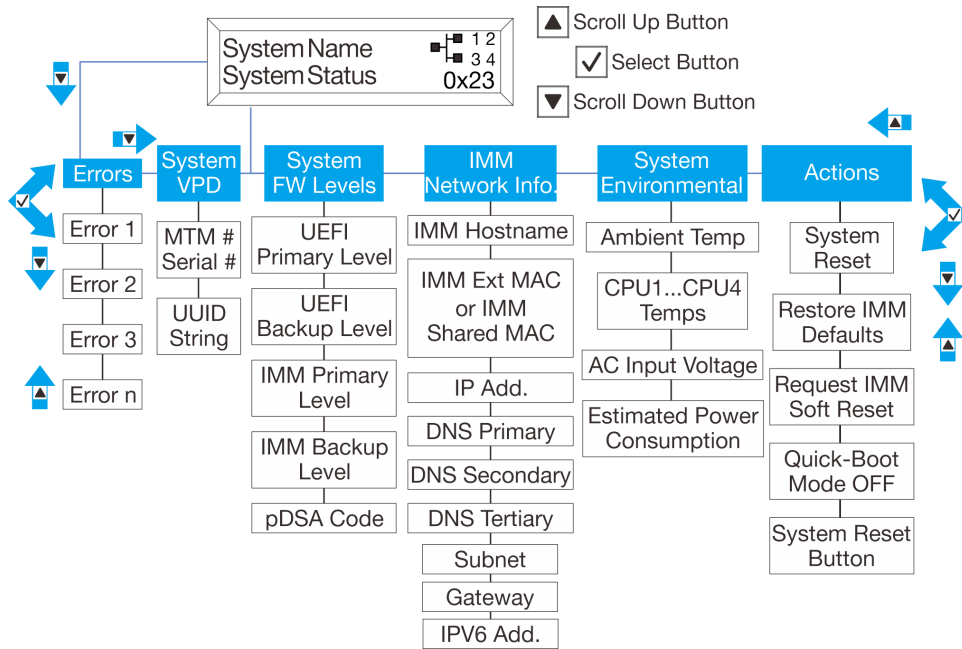 System Name
System Status
1 2
3 4
0x23
Scroll Up Button
Select Button
Scroll Down Button
Errors
Error 1
Error 2
Error 3
Error n
System
VPD
MTM #
Serial #
UUID
String
System
FW Levels
UEFI
Primary Level
UEFI
Backup Level
IMM Primary
Level
IMM Backup
Level
pDSA Code
IMM
Network Info.
IMM Hostname
IMM Ext MAC
or IMM
Shared MAC
IP Add.
DNS Primary
DNS Secondary
DNS Tertiary
Subnet
Gateway
IPV6 Add.
System
Environmental
Ambient Temp
CPU1...CPU4
Temps
AC Input Voltage
Estimated Power
Consumption
Actions
System
Reset
Restore IMM
Defaults
Request IMM
Soft Reset
Quick-Boot
Mode OFF
System Reset
Button